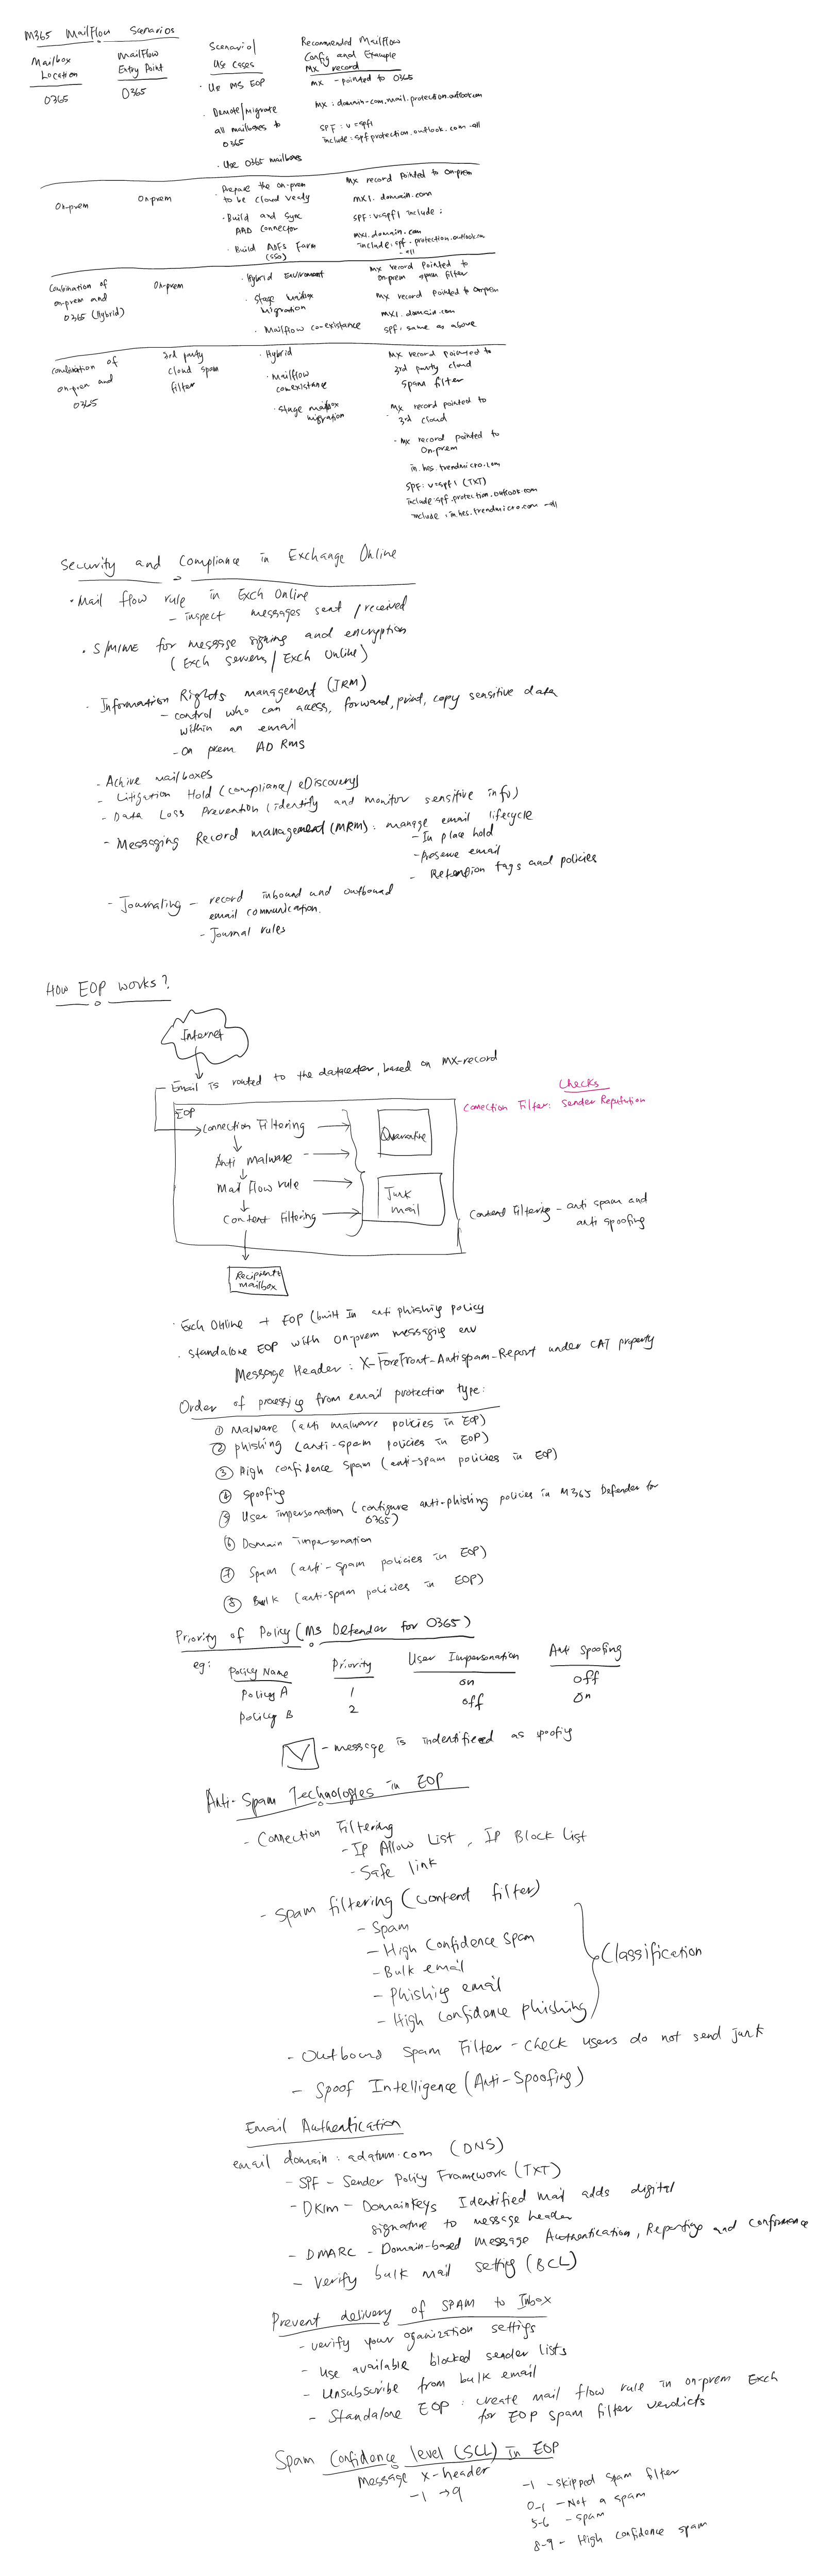 M365 MailFlow Scenarios
Mailbox Location
MailFlow Entry Point
Scenario/ Use Cases
Recommended Mailflow Config and Example
MX record
O365
O365
· Use MS EOP
· Demote/Migrate all mailboxes to O365
· Use O365 mailboxes
MX - pointed to O365
MX : domain-com.mail.protection.outlook.com
SPF : v=spf1
include:spf.protection.outlook.com -all
On-prem
On-prem
· Prepare the on-prem to be cloud ready
· Build and Sync AAD Connector
· Build ADFS Farm (SSO)
MX record pointed to on-prem
mx1.domain.com
SPF: v=spf1 include :
mx1.domain.com
include:spf.protection.outlook.com
-all
Combination of on-prem and O365 (Hybrid)
On-prem
· Hybrid Enviroment
· Stage mailbox migration
· Mailflow co-existance
MX record pointed to on-prem spam filter
MX record pointed to on-prem
mx1.domain.com
SPF: same as above
Combination of on-prem and O365
3rd party cloud spam filter
· Hybrid
· Mailflow coexistance
· Stage mailbox migration
MX record pointed to 3rd party cloud spam filter
MX record pointed to 3rd cloud
· MX record pointed to On-prem
in.hes.trendmicro.com
SPF: v=spf1 (TXT)
include:spf.protection.outlook.com
include : in.hes.trendmicro.com -all
Security and Compliance in Exchange Online
· Mail flow rule in Exch Online
- inspect messages sent / received
· S/MIME for message signing and encryption
(Exch servers / Exch Online)
· Information Rights management (IRM)
- control who can access, forward, print, copy sensitive data
within an email
- On prem AD RMS
- Achive mailboxes
- Litigation Hold (compliance / eDiscovery)
- Data Loss Prevention (identify and monitor sensitive info)
- Messaging Record management (MRM) : manage email lifecycle
- In place hold
- Preserve email
- Retention tags and policies
- Journaling - record inbound and outbound
email communication.
- Journal rules
How EOP works?
Internet
Email is routed to the datacenter, based on MX-record
Checks
Connection Filter: Sender Reputation
EOP
Connection Filtering
Quarantine
Anti malware
Mail flow rule
Junk mail
Content Filtering
Content Filtering - anti spam and
anti spoofing
Recipients mailbox
· Exch Online + EOP (built in anti phishing policy
· Standalone EOP with on-prem messaging env
Message Header : X-Forefront-Antispam-Report under CAT property
Order of processing from email protection type:
① Malware (anti malware policies in EOP)
② phishing (anti-spam policies in EOP)
③ High confidence spam (anti-spam policies in EOP)
④ Spoofing
⑤ User impersonation (configure anti-phishing policies in M365 Defender for
O365)
⑥ Domain impersonation
⑦ Spam (anti-spam policies in EOP)
⑧ Bulk (anti-spam policies in EOP)
Priority of Policy (MS Defender for O365)
eg: Policy Name Priority User Impersonation Anti Spoofing
Policy A 1 on off
Policy B 2 off on
- message is indentified as spoofing
Anti-Spam Technologies in EOP
- Connection Filtering
- IP Allow List, IP Block List
- Safe link
- Spam filtering (Content filter)
- Spam
- High Confidence Spam
- Bulk email
- Phishing email
- High Confidence phishing
Classification
- Outbound Spam Filter - check users do not send junk
- Spoof Intelligence (Anti-Spoofing)
Email Authentication
email domain : adatum.com (DNS)
- SPF - Sender Policy Framework (TXT)
- DKIM - DomainKeys Identified Mail adds digital
signature to message header
- DMARC - Domain-based Message Authentication, Reporting and Conformance
- Verify bulk mail setting (BCL)
Prevent delivery of SPAM to Inbox
- verify your oganization settings
- Use available blocked sender lists
- Unsubscribe from bulk email
- Standalone EOP : create mail flow rule in on-prem Exch
for EOP spam filter verdicts
Spam Confidence level (SCL) in EOP
Message X-header
-1 → 9
-1 - Skipped spam filter
0-1 - Not a spam
5-6 - spam
8-9 - High confidence spam